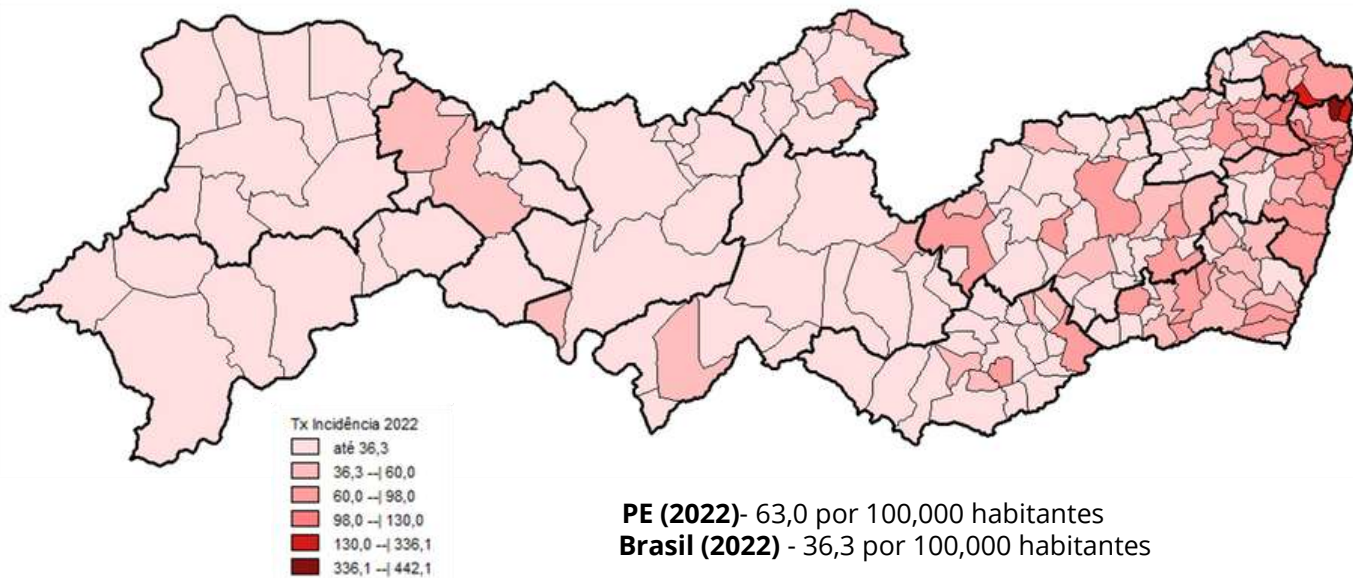 Tx Incidência 2022
até 36,3
36,3 --| 60,0
60,0 --| 98,0
98,0 --| 130,0
130,0 --| 336,1
336,1 --| 442,1
PE (2022)- 63,0 por 100,000 habitantes
Brasil (2022) - 36,3 por 100,000 habitantes